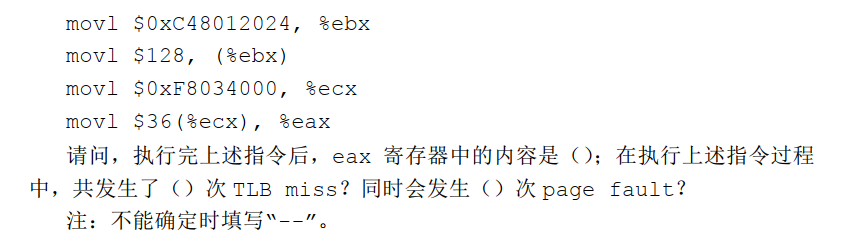 movl $0xC48012024, %ebx
movl $128, (%ebx)
movl $0xF8034000, %ecx
movl $36(%ecx), %eax
请问，执行完上述指令后，eax 寄存器中的内容是（）；在执行上述指令过程
中，共发生了（）次 TLB miss？同时会发生（）次 page fault？
注：不能确定时填写“--”。